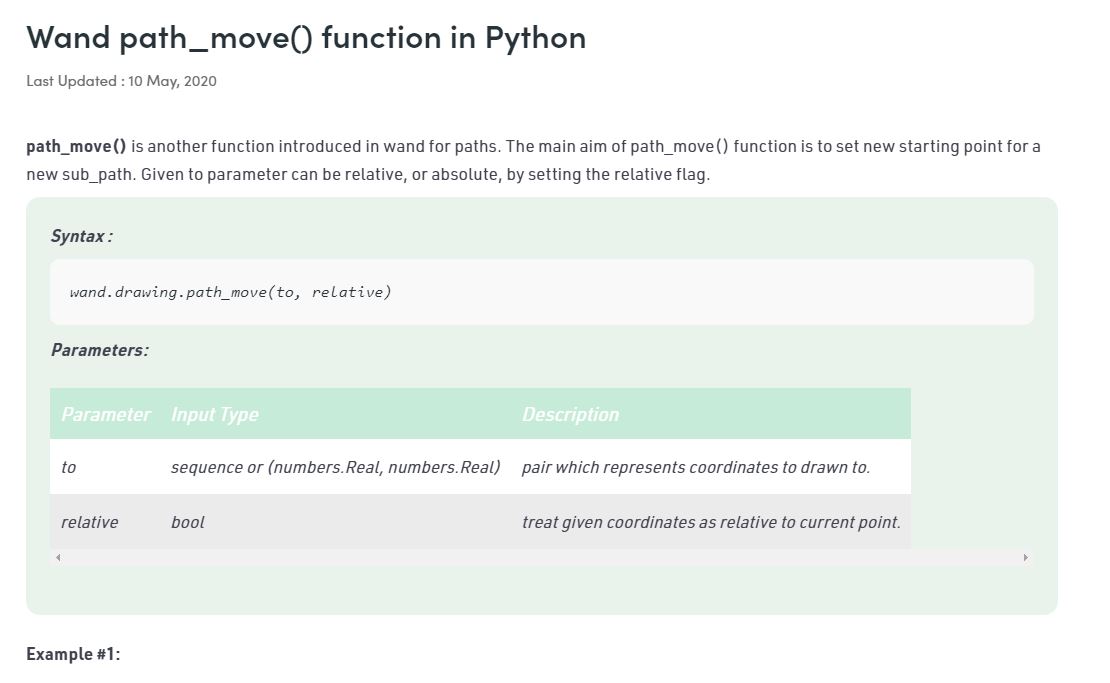 Wand path_move() function in Python
Last Updated : 10 May, 2020
path_move() is another function introduced in wand for paths. The main aim of path_move() function is to set new starting point for a
new sub_path. Given to parameter can be relative, or absolute, by setting the relative flag.
Syntax :
wand.drawing.path_move(to, relative)
Parameters:
Parameter Input Type Description
to sequence or (numbers.Real, numbers.Real) pair which represents coordinates to drawn to.
relative bool treat given coordinates as relative to current point.
Example #1: